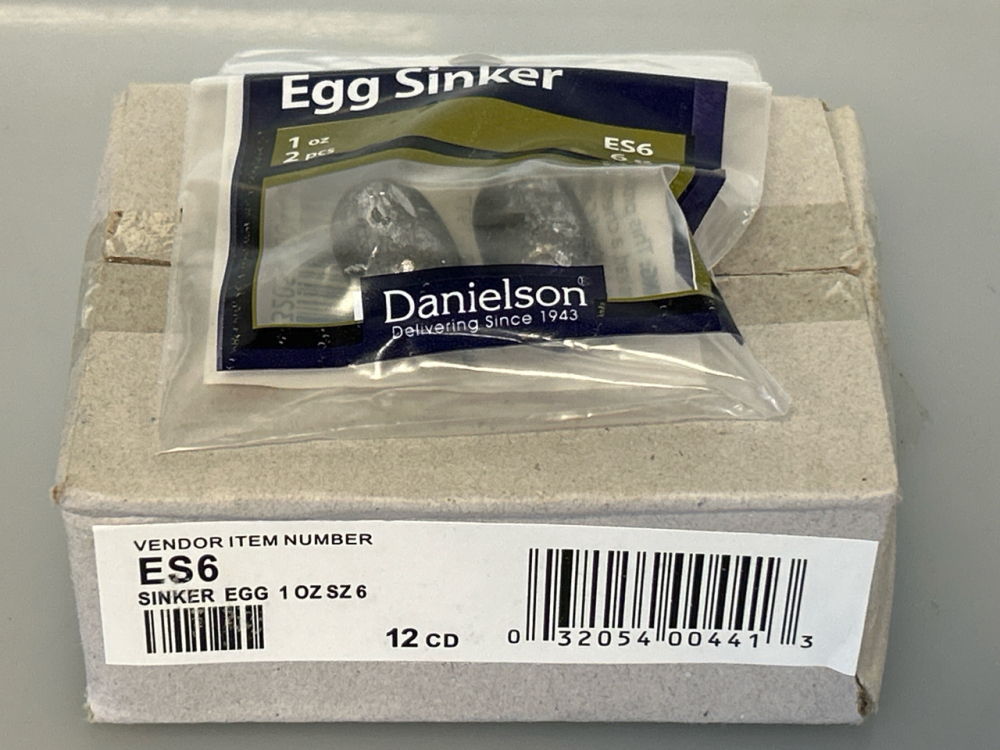 Egg Sinker
1 oz
2 pcs
ES6
Danielson
Delivering Since 1943
VENDOR ITEM NUMBER
ES6
SINKER EGG 1 OZ SZ 6
12 CD
0 32054 00441 3